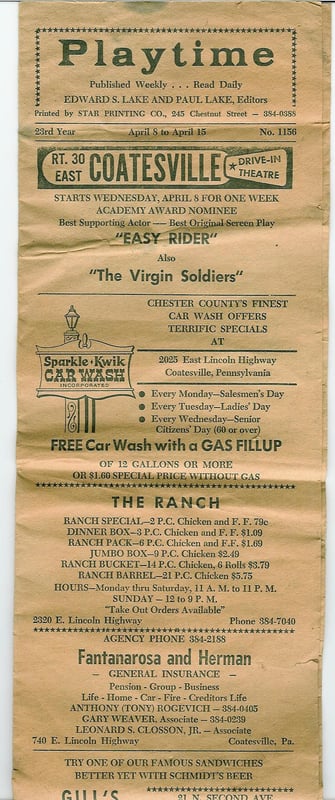 Playtime
Published Weekly . . . Read Daily
EDWARD S. LAKE AND PAUL LAKE, Editors
Printed by STAR PRINTING CO., 245 Chestnut Street — 384-0388
23rd Year April 8 to April 15 No. 1156
RT. 30 EAST COATESVILLE DRIVE-IN THEATRE
STARTS WEDNESDAY, APRIL 8 FOR ONE WEEK
ACADEMY AWARD NOMINEE
Best Supporting Actor — Best Original Screen Play
"EASY RIDER"
Also
"The Virgin Soldiers"
CHESTER COUNTY'S FINEST
CAR WASH OFFERS
TERRIFIC SPECIALS
AT
Sparkle-Kwik
CAR WASH
INCORPORATED
2025 East Lincoln Highway
Coatesville, Pennsylvania
● Every Monday—Salesmen's Day
● Every Tuesday—Ladies' Day
● Every Wednesday—Senior
Citizens' Day (60 or over)
FREE Car Wash with a GAS FILLUP
OF 12 GALLONS OR MORE
OR $1.60 SPECIAL PRICE WITHOUT GAS
THE RANCH
RANCH SPECIAL—2 P.C. Chicken and F. F. 79c
DINNER BOX—3 P.C. Chicken and F. F. $1.09
RANCH PACK—6 P.C. Chicken and F.F. $1.69
JUMBO BOX—9 P.C. Chicken $2.49
RANCH BUCKET—14 P.C. Chicken, 6 Rolls $3.79
RANCH BARREL—21 P.C. Chicken $5.75
HOURS—Monday thru Saturday, 11 A. M. to 11 P. M.
SUNDAY — 12 to 9 P. M.
"Take Out Orders Available"
2320 E. Lincoln Highway Phone 384-7040
AGENCY PHONE 384-2188
Fantanarosa and Herman
— GENERAL INSURANCE —
Pension - Group - Business
Life - Home - Car - Fire - Creditors Life
ANTHONY (TONY) ROGEVICH — 384-0405
GARY WEAVER, Associate — 384-0239
LEONARD S. CLOSSON, JR. — Associate
740 E. Lincoln Highway Coatesville, Pa.
TRY ONE OF OUR FAMOUS SANDWICHES
BETTER YET WITH SCHMIDT'S BEER
GILL'S 21 N. SECOND AVE